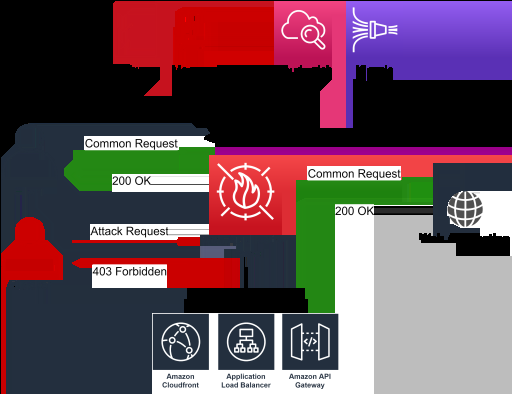 Common Request
Common Request
200 OK
200 OK
Attack Request
403 Forbidden
Amazon
Cloudfront
Application
Load Balancer
Amazon API
Gateway